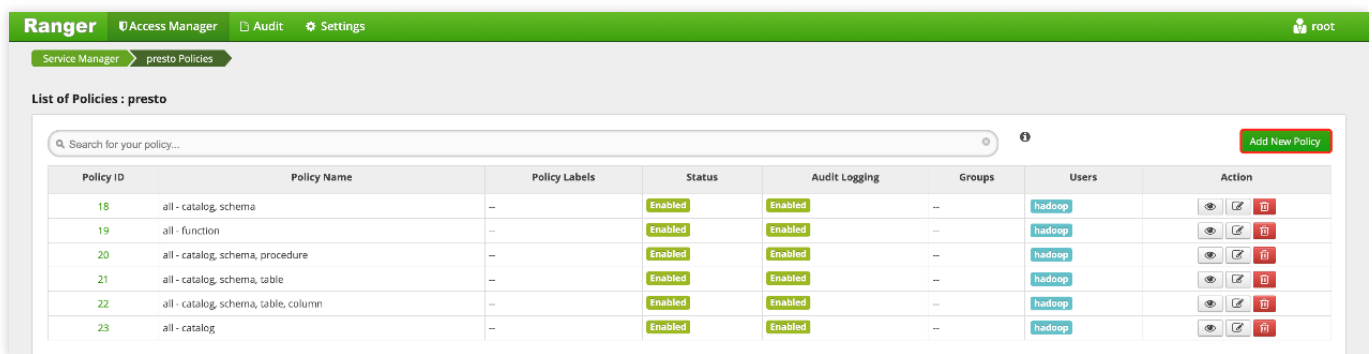 Ranger Access Manager Audit Settings root
Service Manager presto Policies
List of Policies : presto
Search for your policy... Add New Policy
Policy ID Policy Name Policy Labels Status Audit Logging Groups Users Action
18 all - catalog, schema -- Enabled Enabled -- hadoop
19 all - function -- Enabled Enabled -- hadoop
20 all - catalog, schema, procedure -- Enabled Enabled -- hadoop
21 all - catalog, schema, table -- Enabled Enabled -- hadoop
22 all - catalog, schema, table, column -- Enabled Enabled -- hadoop
23 all - catalog -- Enabled Enabled -- hadoop